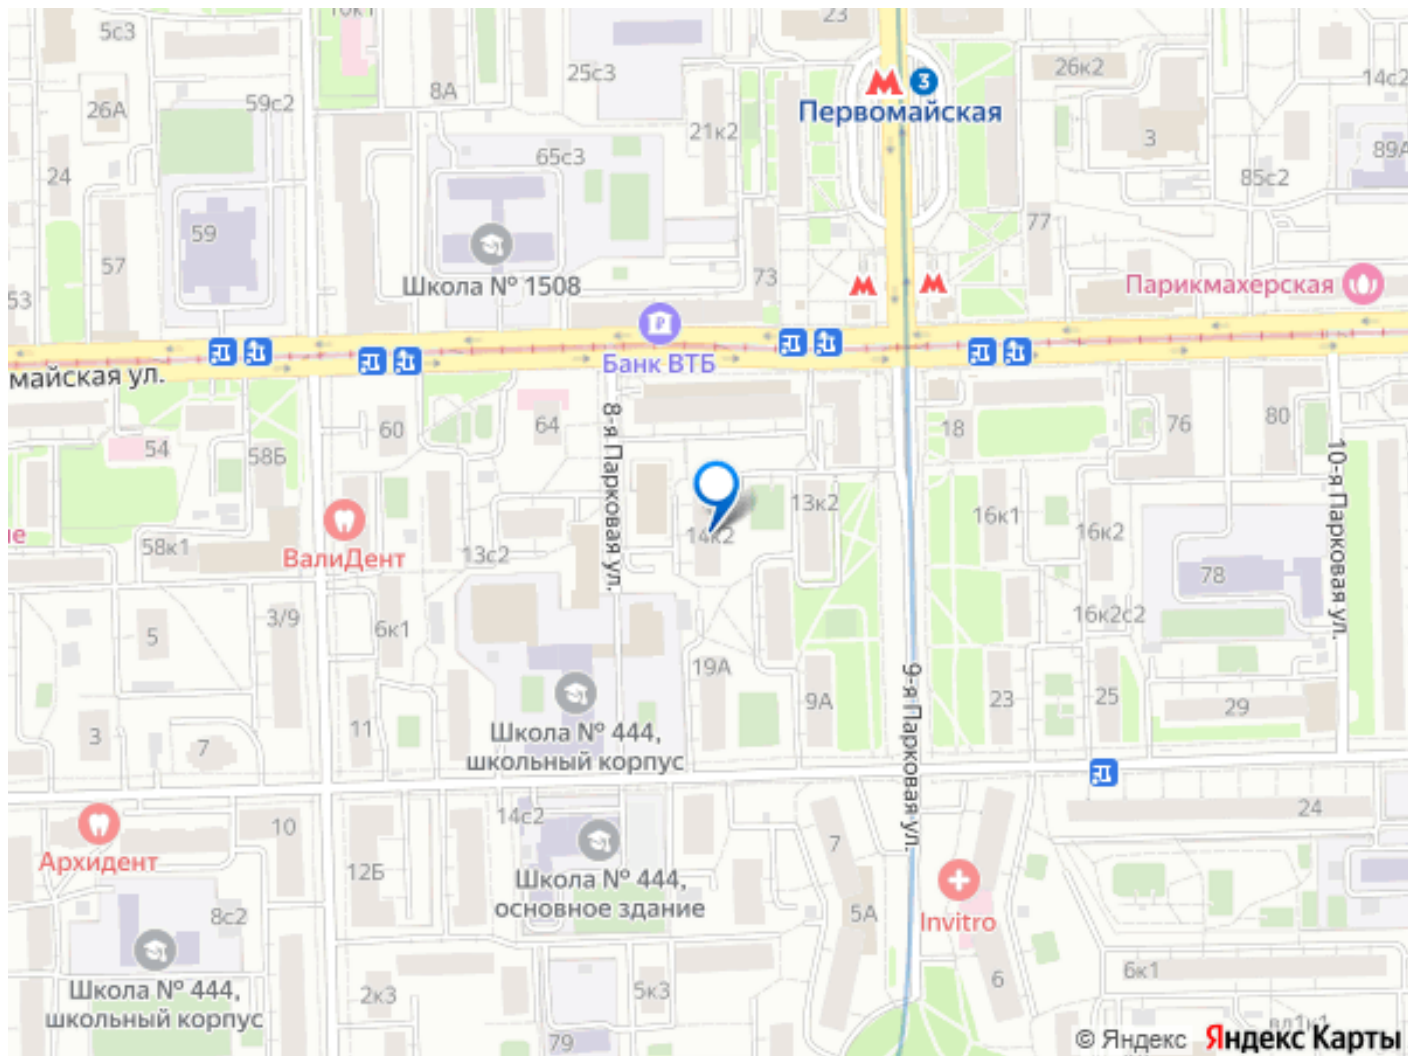 10к1
23
5с3
26к2
25с3
14с2
3
8А
26А
59с2
Первомайская
21к2
3
89А
65с3
24
85с2
59
77
57
73
Школа № 1508
Парикмахерская
53
Банк ВТБ
майская ул.
8-я Парковая ул.
60
64
18
76
80
54
58Б
10-я Парковая ул.
13к2
16к1
16к2
14к2
58к1
ВалиДент
13с2
78
3/9
6к1
5
16к2с2
19А
9-я Парковая ул.
9А
23
25
29
11
3
7
Школа № 444,
школьный корпус
24
14с2
10
7
Архидент
12Б
Школа № 444,
основное здание
8с2
5А
Invitro
6
6к1
2к3
5к3
Школа № 444,
школьный корпус
79
вл1к1
© Яндекс Яндекс Карты